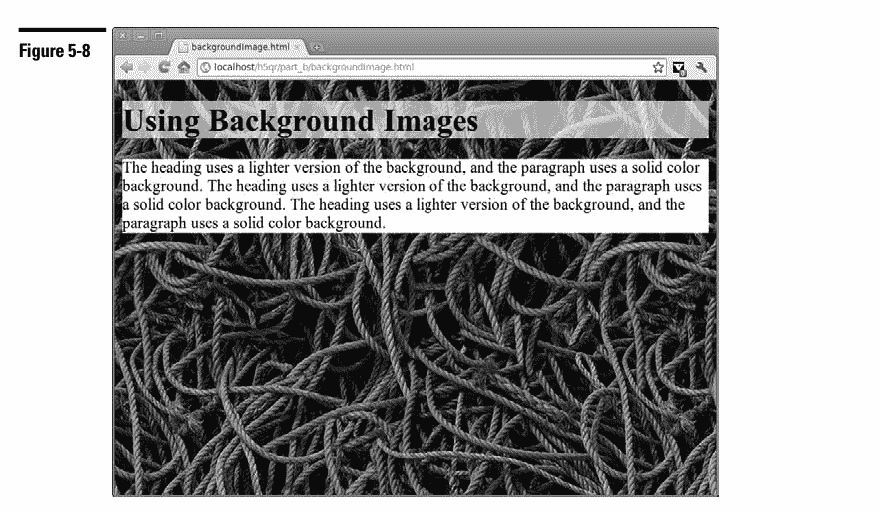 Figure 5-8
backgroundImage.html
localhost/h5qr/part_b/backgroundImage.html
Using Background Images
The heading uses a lighter version of the background, and the paragraph uses a solid color
background. The heading uses a lighter version of the background, and the paragraph uses
a solid color background. The heading uses a lighter version of the background, and the
paragraph uses a solid color background.